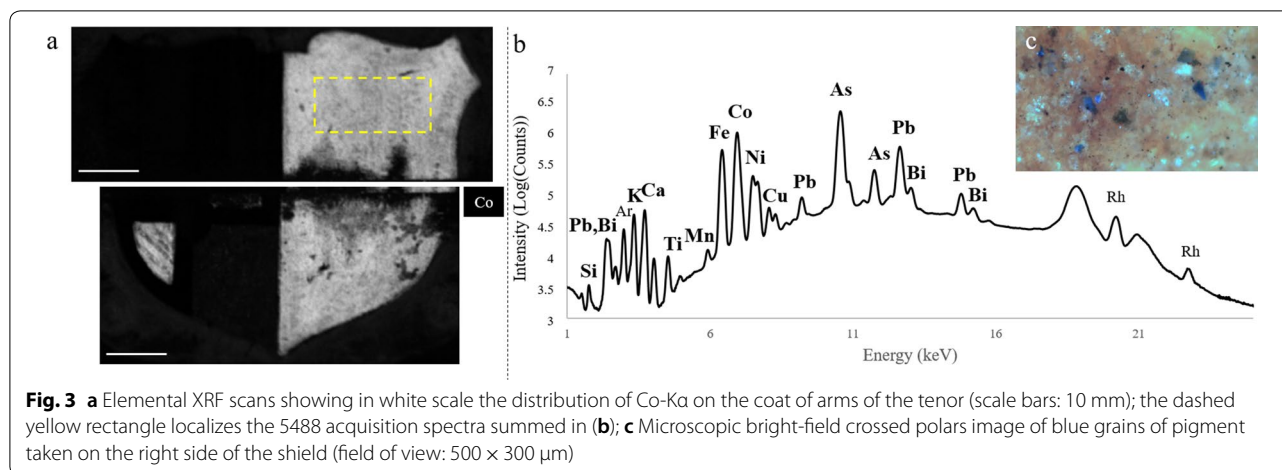 a
Co
b
c
Intensity (Log(Counts))
7
6.5
6
5.5
5
4.5
4
3.5
3
Si
Pb,Bi
Ar
K
Ca
Ti
Mn
Fe
Co
Ni
Cu
Pb
As
As
Pb
Bi
Pb
Bi
Rh
Rh
1
6
11
16
21
Energy (keV)
Fig. 3 a Elemental XRF scans showing in white scale the distribution of Co-Kα on the coat of arms of the tenor (scale bars: 10 mm); the dashed
yellow rectangle localizes the 5488 acquisition spectra summed in (b); c Microscopic bright-field crossed polars image of blue grains of pigment
taken on the right side of the shield (field of view: 500 × 300 μm)